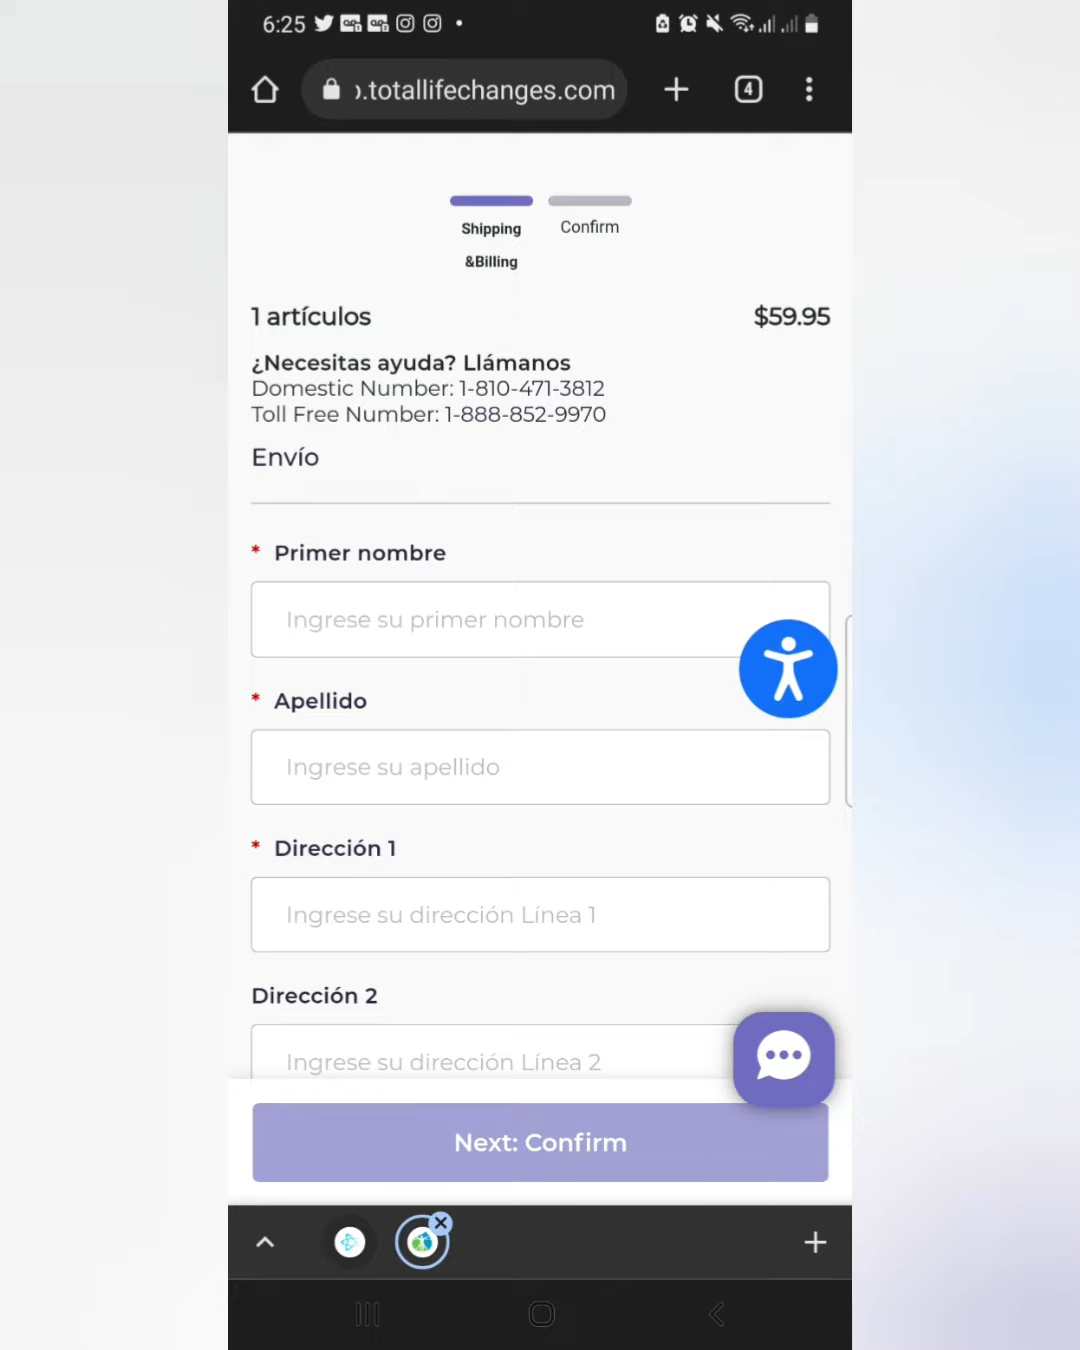 6:25
.totallifechanges.com
4
Shipping
&Billing
Confirm
1 artículos
$59.95
¿Necesitas ayuda? Llámanos
Domestic Number: 1-810-471-3812
Toll Free Number: 1-888-852-9970
Envío
* Primer nombre
Ingrese su primer nombre
* Apellido
Ingrese su apellido
* Dirección 1
Ingrese su dirección Línea 1
Dirección 2
Ingrese su dirección Línea 2
Next: Confirm